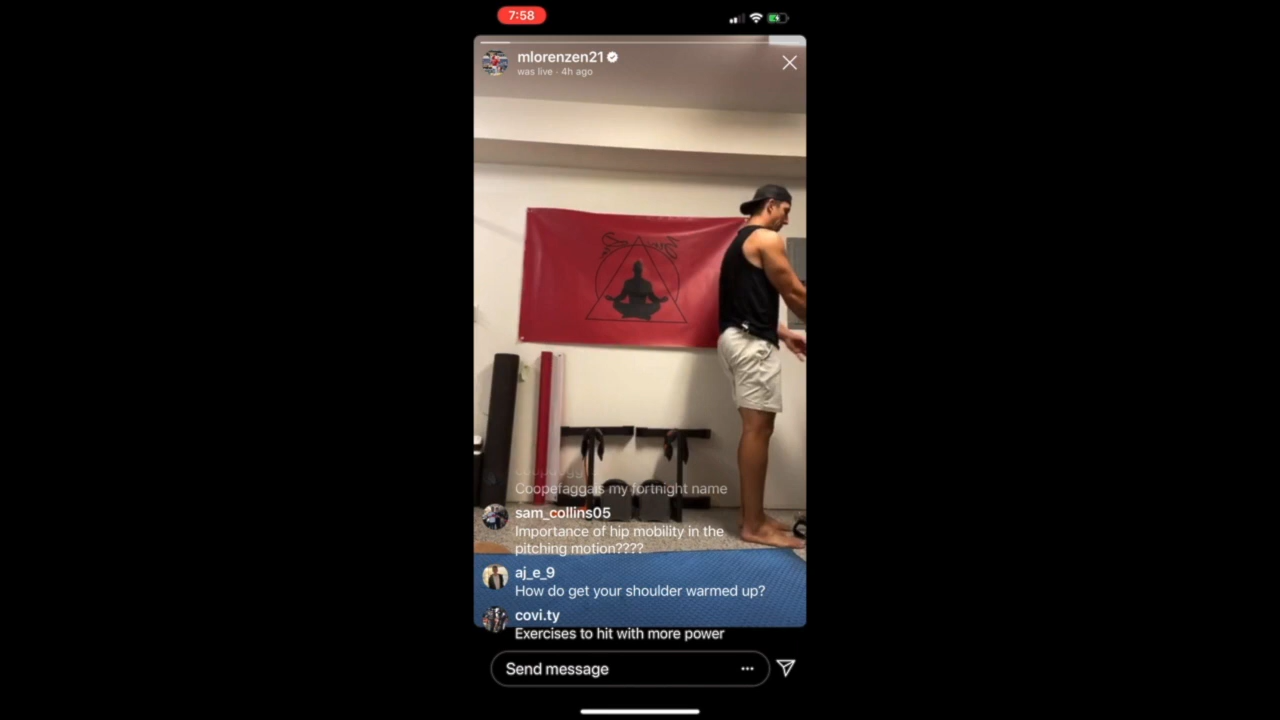 7:58
mlorenzen21
was live · 4h ago
Coopefaggais my fortnight name
sam_collins05
Importance of hip mobility in the
pitching motion????
aj_e_9
How do get your shoulder warmed up?
covi.ty
Exercises to hit with more power
Send message